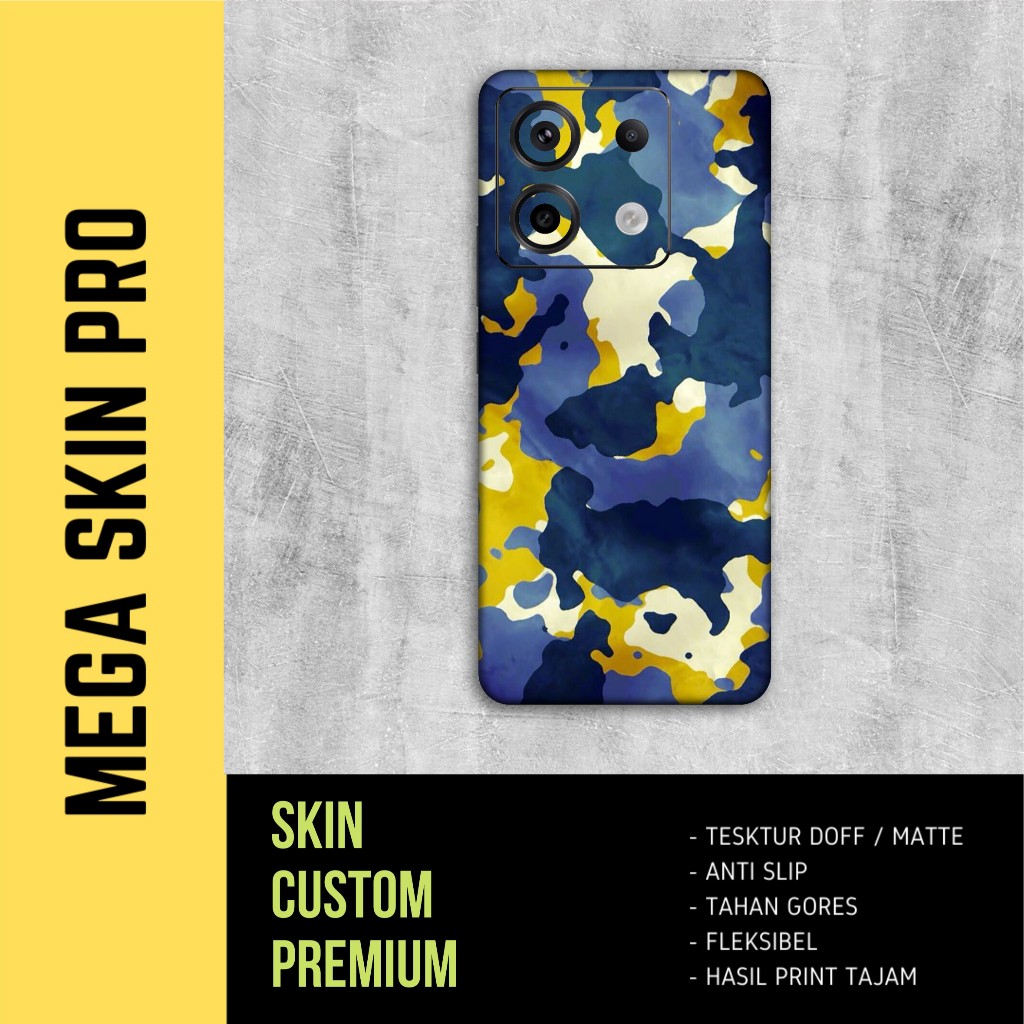 MEGA SKIN PRO
SKIN
CUSTOM
PREMIUM
- TESKTUR DOFF / MATTE
- ANTI SLIP
- TAHAN GORES
- FLEKSIBEL
- HASIL PRINT TAJAM